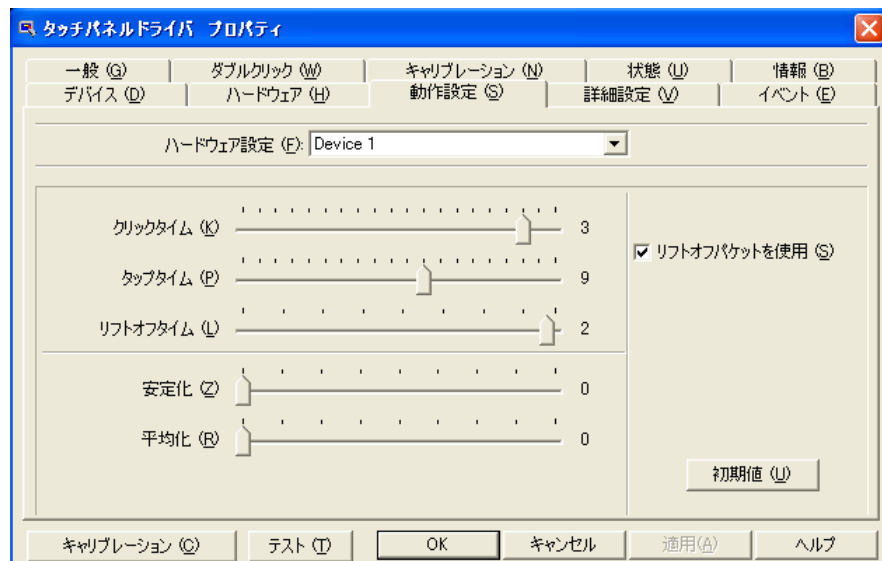 タッチパネルドライバ プロパティ
一般 (G) ダブルクリック (W) キャリブレーション (N) 状態 (U) 情報 (B)
デバイス (D) ハードウェア (H) 動作設定 (S) 詳細設定 (V) イベント (E)
ハードウェア設定 (F): Device 1
クリックタイム (K) 3
リフトオフパケットを使用 (S)
タップタイム (P) 9
リフトオフタイム (L) 2
安定化 (Z) 0
平均化 (R) 0
初期値 (U)
キャリブレーション (C) テスト (T) OK キャンセル 適用(A) ヘルプ